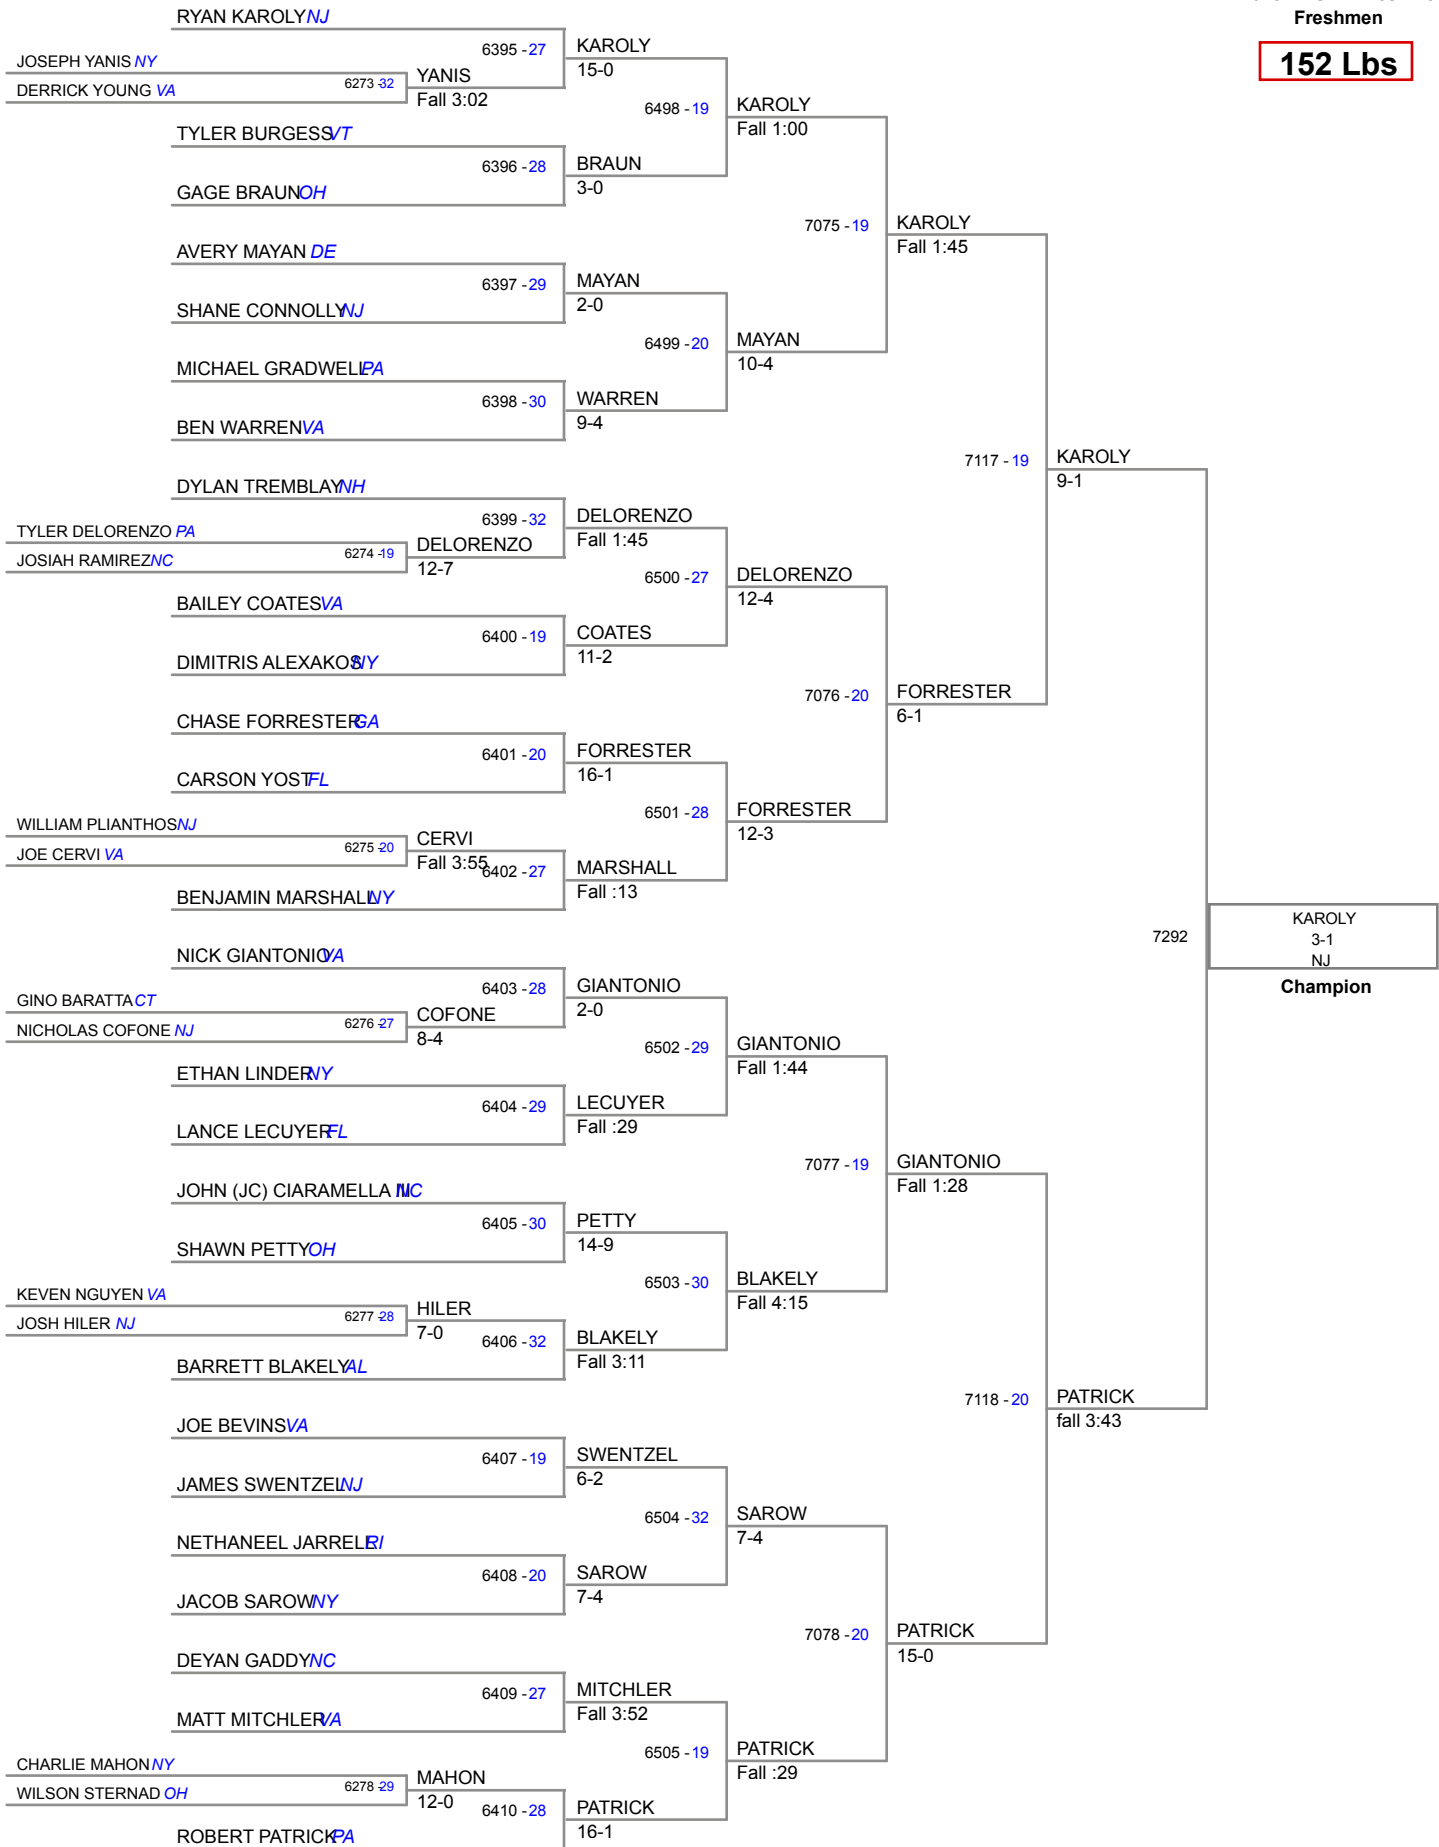 Freshmen
152 Lbs
RYAN KAROLY NJ
6395 - 27
KAROLY
15-0
JOSEPH YANIS NY
DERRICK YOUNG VA
6273 -32
YANIS
Fall 3:02
6498 - 19
KAROLY
Fall 1:00
TYLER BURGESS VT
6396 - 28
BRAUN
3-0
GAGE BRAUN OH
7075 - 19
KAROLY
Fall 1:45
AVERY MAYAN DE
6397 - 29
MAYAN
2-0
SHANE CONNOLLY NJ
6499 - 20
MAYAN
10-4
MICHAEL GRADWELL PA
6398 - 30
WARREN
9-4
BEN WARREN VA
7117 - 19
KAROLY
9-1
DYLAN TREMBLAY NH
6399 - 32
DELORENZO
Fall 1:45
TYLER DELORENZO PA
JOSIAH RAMIREZ NC
6274 -19
DELORENZO
12-7
6500 - 27
DELORENZO
12-4
BAILEY COATES VA
6400 - 19
COATES
11-2
DIMITRIS ALEXAKOS NY
7076 - 20
FORRESTER
6-1
CHASE FORRESTER GA
6401 - 20
FORRESTER
16-1
CARSON YOST FL
6501 - 28
FORRESTER
12-3
WILLIAM PLIANTHOS NJ
JOE CERVI VA
6275 -20
CERVI
Fall 3:55
6402 - 27
MARSHALL
Fall :13
BENJAMIN MARSHALL NY
7292
KAROLY
3-1
NJ
Champion
NICK GIANTONIO VA
6403 - 28
GIANTONIO
2-0
GINO BARATTA CT
NICHOLAS COFONE NJ
6276 -27
COFONE
8-4
6502 - 29
GIANTONIO
Fall 1:44
ETHAN LINDER NY
6404 - 29
LECUYER
Fall :29
LANCE LECUYER FL
7077 - 19
GIANTONIO
Fall 1:28
JOHN (JC) CIARAMELLA NC
6405 - 30
PETTY
14-9
SHAWN PETTY OH
6503 - 30
BLAKELY
Fall 4:15
KEVEN NGUYEN VA
JOSH HILER NJ
6277 -28
HILER
7-0
6406 - 32
BLAKELY
Fall 3:11
BARRETT BLAKELY AL
7118 - 20
PATRICK
fall 3:43
JOE BEVINS VA
6407 - 19
SWENTZEL
6-2
JAMES SWENTZEL NJ
6504 - 32
SAROW
7-4
NETHANEEL JARRELL RI
6408 - 20
SAROW
7-4
JACOB SAROW NY
7078 - 20
PATRICK
15-0
DEYAN GADDY NC
6409 - 27
MITCHLER
Fall 3:52
MATT MITCHLER VA
6505 - 19
PATRICK
Fall :29
CHARLIE MAHON NY
WILSON STERNAD OH
6278 -29
MAHON
12-0
6410 - 28
PATRICK
16-1
ROBERT PATRICK PA